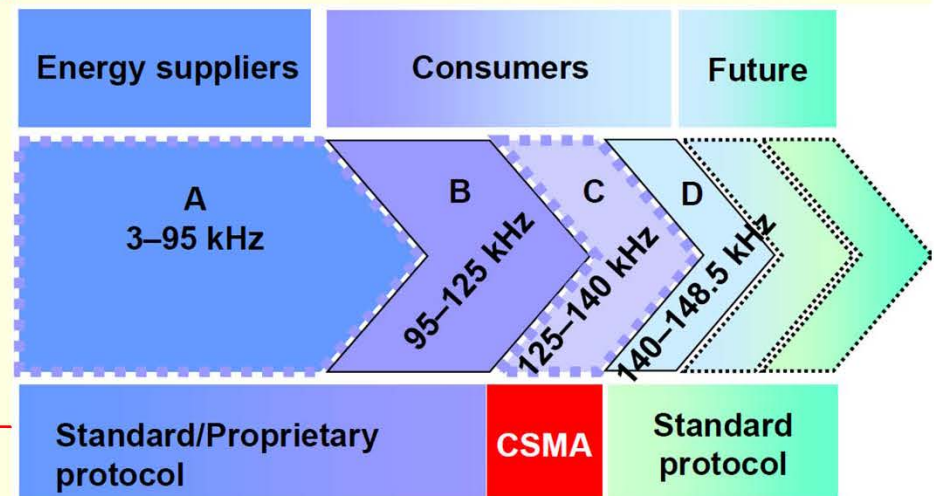 Energy suppliers
Consumers
Future
A
3–95 kHz
B
95–125 kHz
C
125–140 kHz
D
140–148.5 kHz
Standard/Proprietary
protocol
CSMA
Standard
protocol